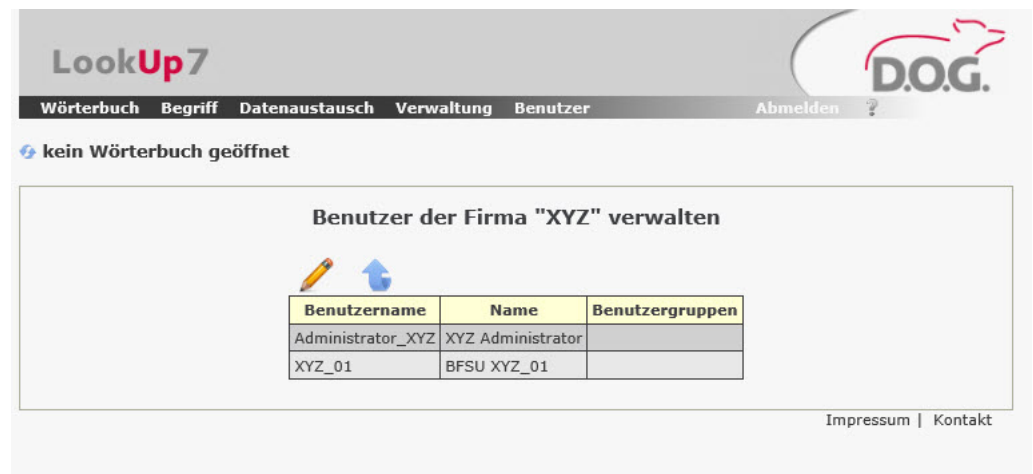 LookUp7
D.O.G.
Wörterbuch Begriff Datenaustausch Verwaltung Benutzer Abmelden ?
kein Wörterbuch geöffnet
Benutzer der Firma "XYZ" verwalten
Benutzername Name Benutzergruppen
Administrator_XYZ XYZ Administrator
XYZ_01 BFSU XYZ_01
Impressum | Kontakt